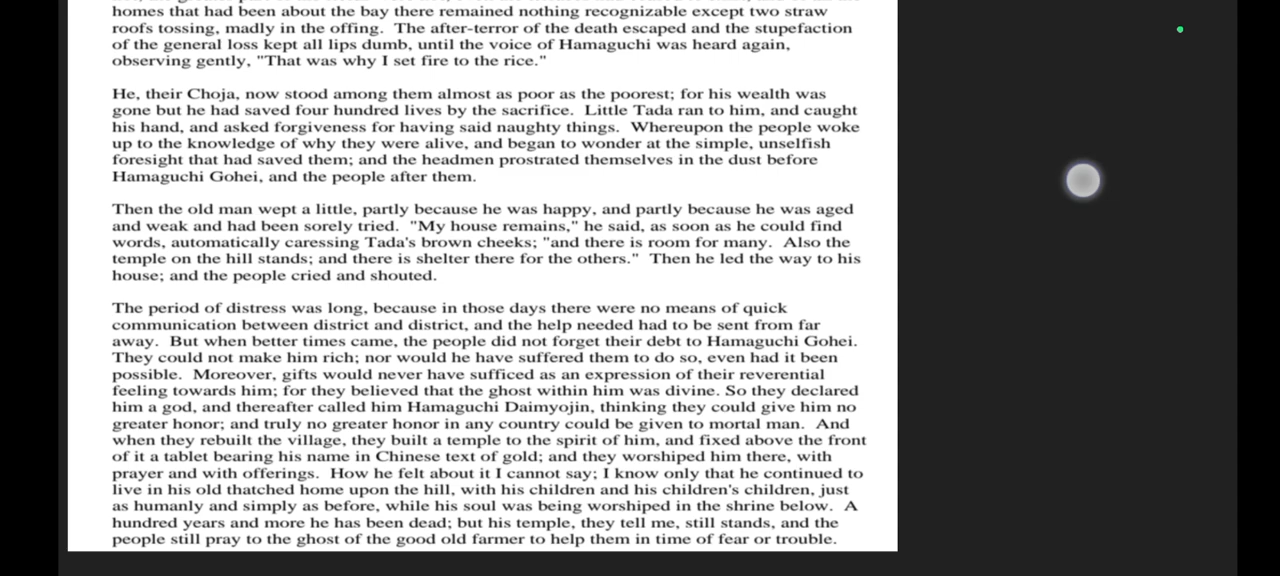 homes that had been about the bay there remained nothing recognizable except two straw
roofs tossing, madly in the offing.  The after-terror of the death escaped and the stupefaction
of the general loss kept all lips dumb, until the voice of Hamaguchi was heard again,
observing gently, "That was why I set fire to the rice."
He, their Choja, now stood among them almost as poor as the poorest; for his wealth was
gone but he had saved four hundred lives by the sacrifice.  Little Tada ran to him, and caught
his hand, and asked forgiveness for having said naughty things.  Whereupon the people woke
up to the knowledge of why they were alive, and began to wonder at the simple, unselfish
foresight that had saved them; and the headmen prostrated themselves in the dust before
Hamaguchi Gohei, and the people after them.
Then the old man wept a little, partly because he was happy, and partly because he was aged
and weak and had been sorely tried.  "My house remains," he said, as soon as he could find
words, automatically caressing Tada's brown cheeks; "and there is room for many.  Also the
temple on the hill stands; and there is shelter there for the others."  Then he led the way to his
house; and the people cried and shouted.
The period of distress was long, because in those days there were no means of quick
communication between district and district, and the help needed had to be sent from far
away.  But when better times came, the people did not forget their debt to Hamaguchi Gohei.
They could not make him rich; nor would he have suffered them to do so, even had it been
possible.  Moreover, gifts would never have sufficed as an expression of their reverential
feeling towards him; for they believed that the ghost within him was divine. So they declared
him a god, and thereafter called him Hamaguchi Daimyojin, thinking they could give him no
greater honor; and truly no greater honor in any country could be given to mortal man.  And
when they rebuilt the village, they built a temple to the spirit of him, and fixed above the front
of it a tablet bearing his name in Chinese text of gold; and they worshiped him there, with
prayer and with offerings.  How he felt about it I cannot say; I know only that he continued to
live in his old thatched home upon the hill, with his children and his children's children, just
as humanly and simply as before, while his soul was being worshiped in the shrine below.  A
hundred years and more he has been dead; but his temple, they tell me, still stands, and the
people still pray to the ghost of the good old farmer to help them in time of fear or trouble.